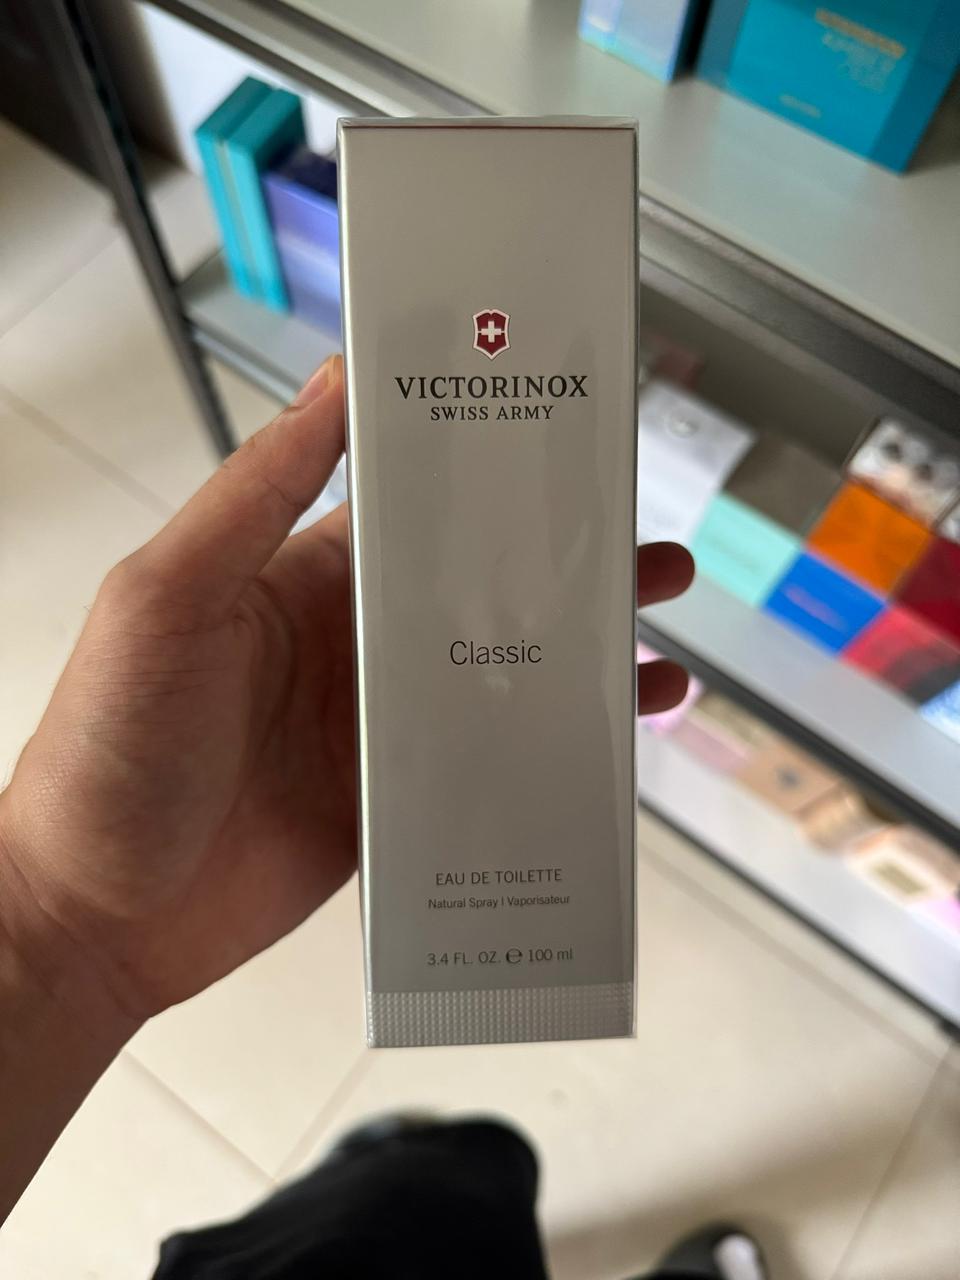 VICTORINOX
SWISS ARMY
Classic
EAU DE TOILETTE
Natural Spray | Vaporisateur
3.4 FL. OZ. ℮ 100 ml